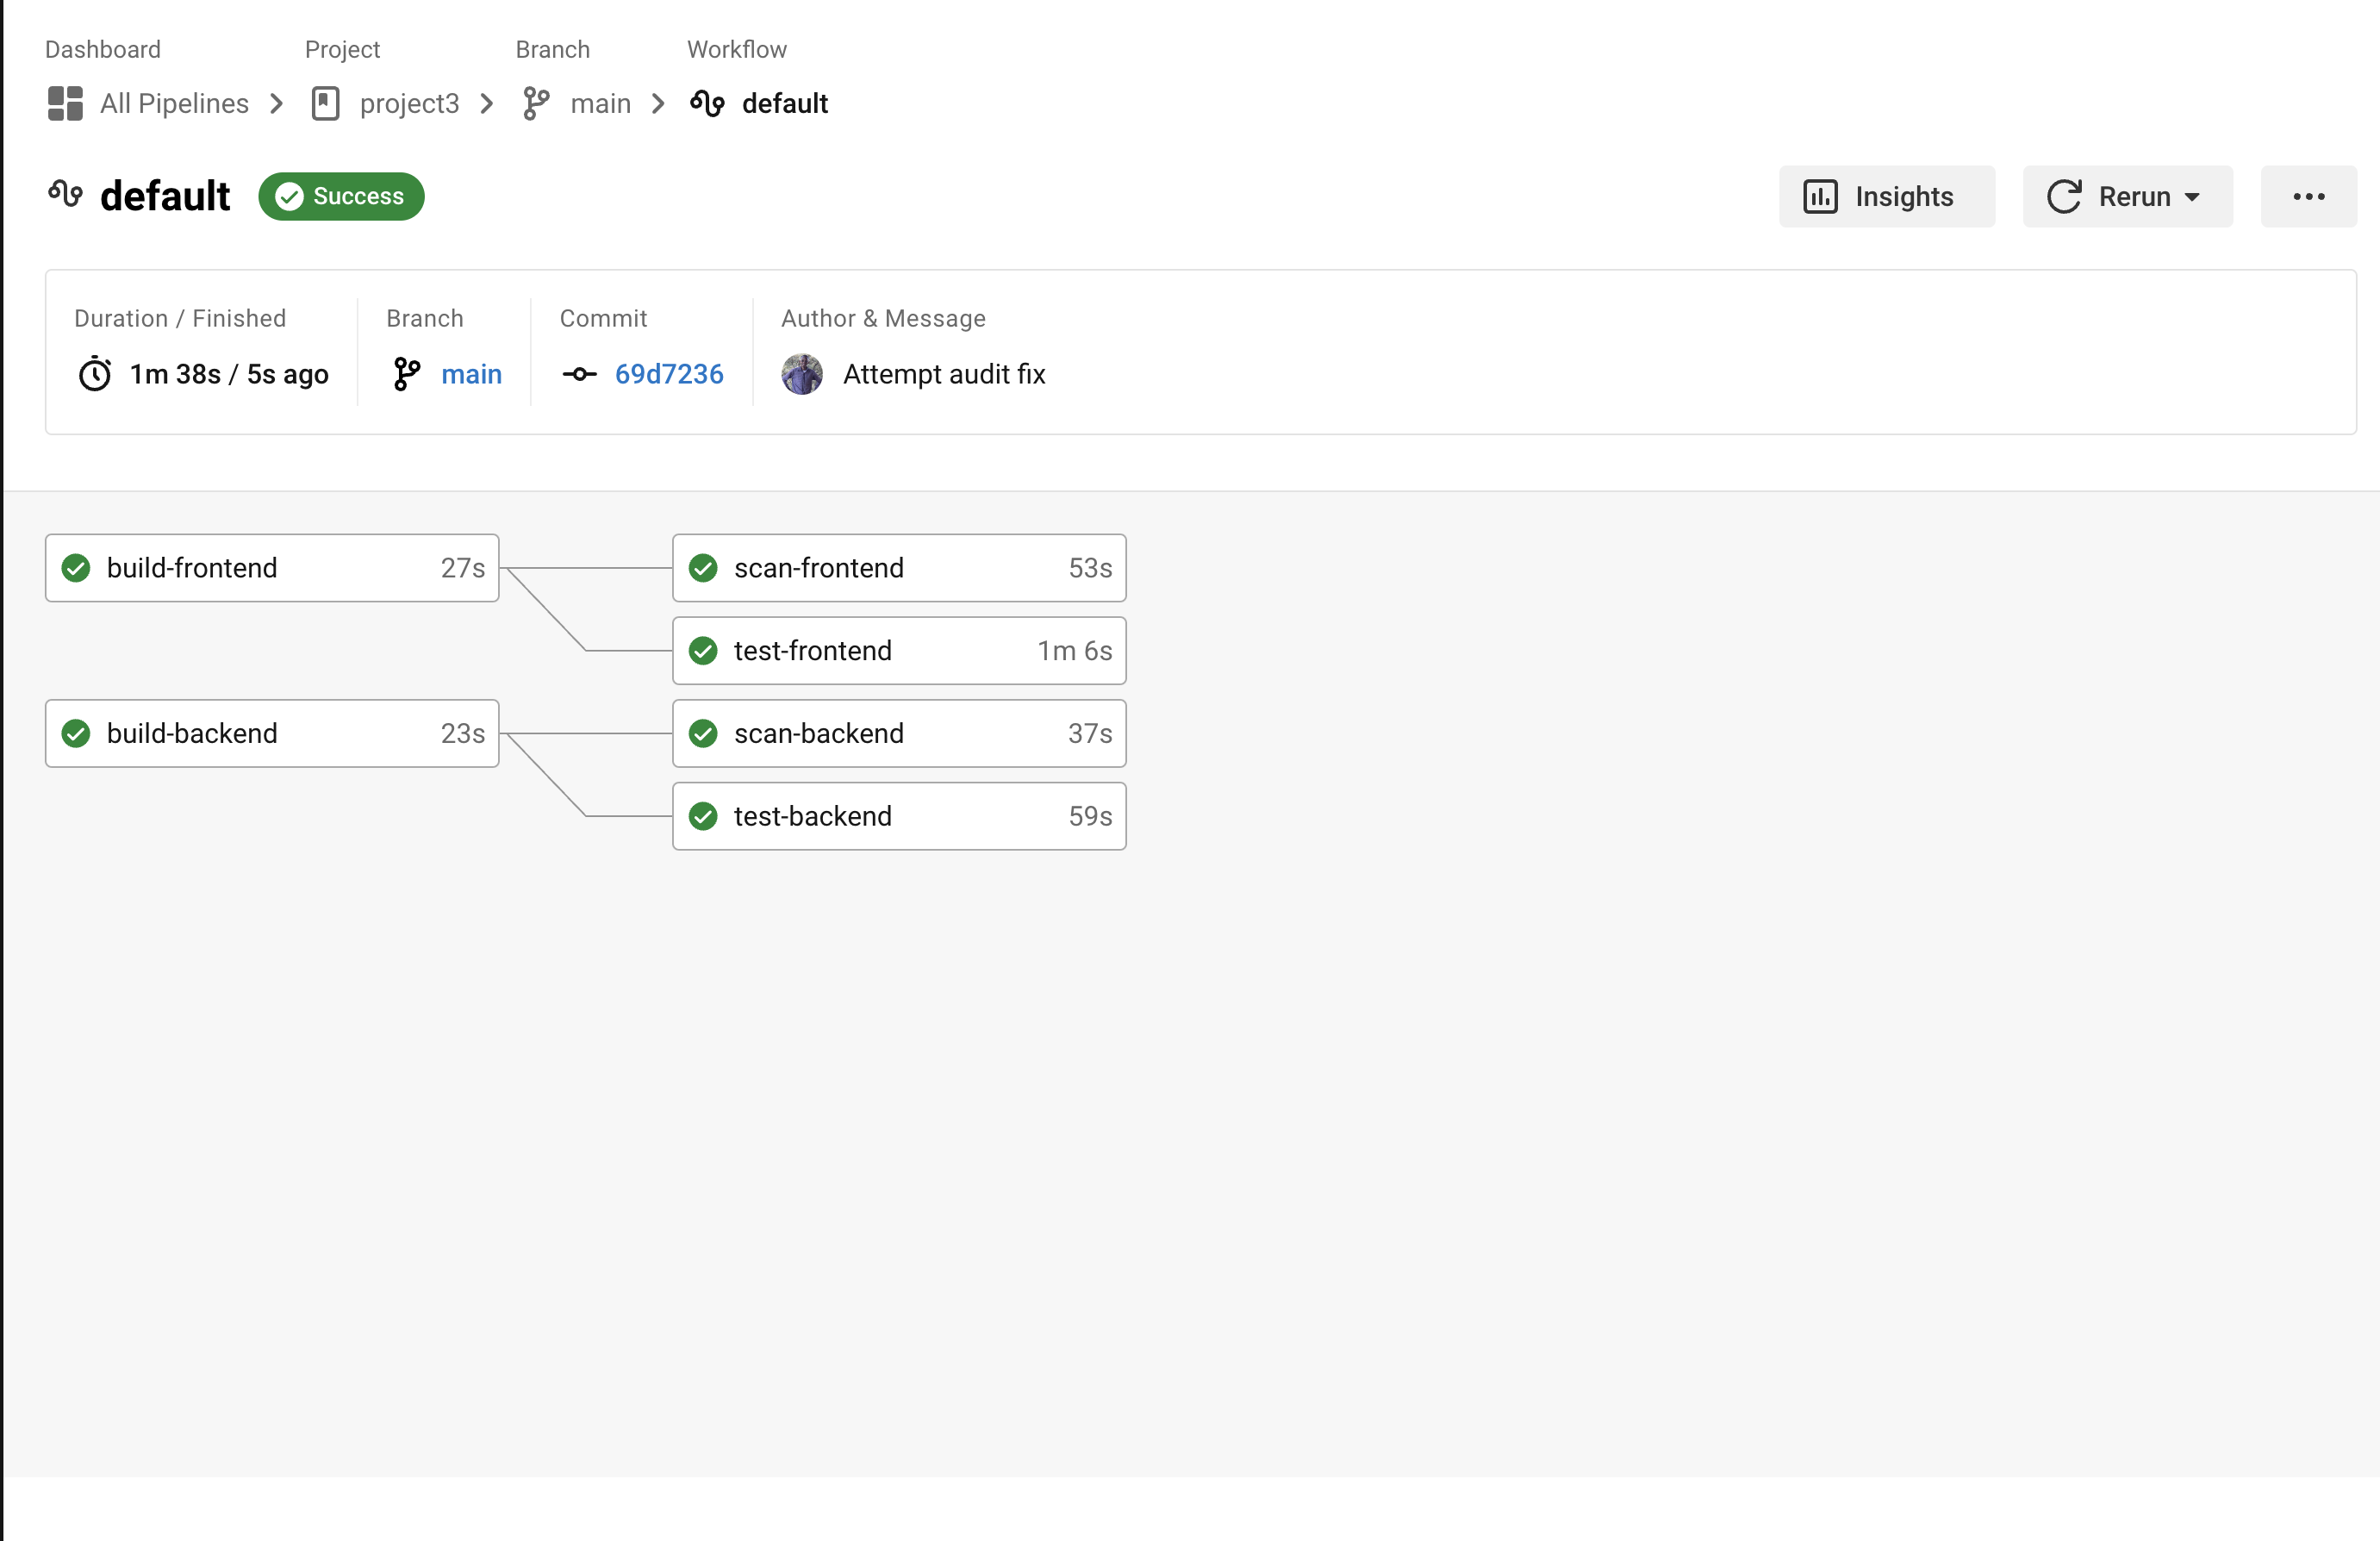 Dashboard Project Branch Workflow
All Pipelines project3 main default
default Success Insights Rerun
Duration / Finished Branch Commit Author & Message
1m 38s / 5s ago main 69d7236 Attempt audit fix
build-frontend 27s scan-frontend 53s
test-frontend 1m 6s
build-backend 23s scan-backend 37s
test-backend 59s